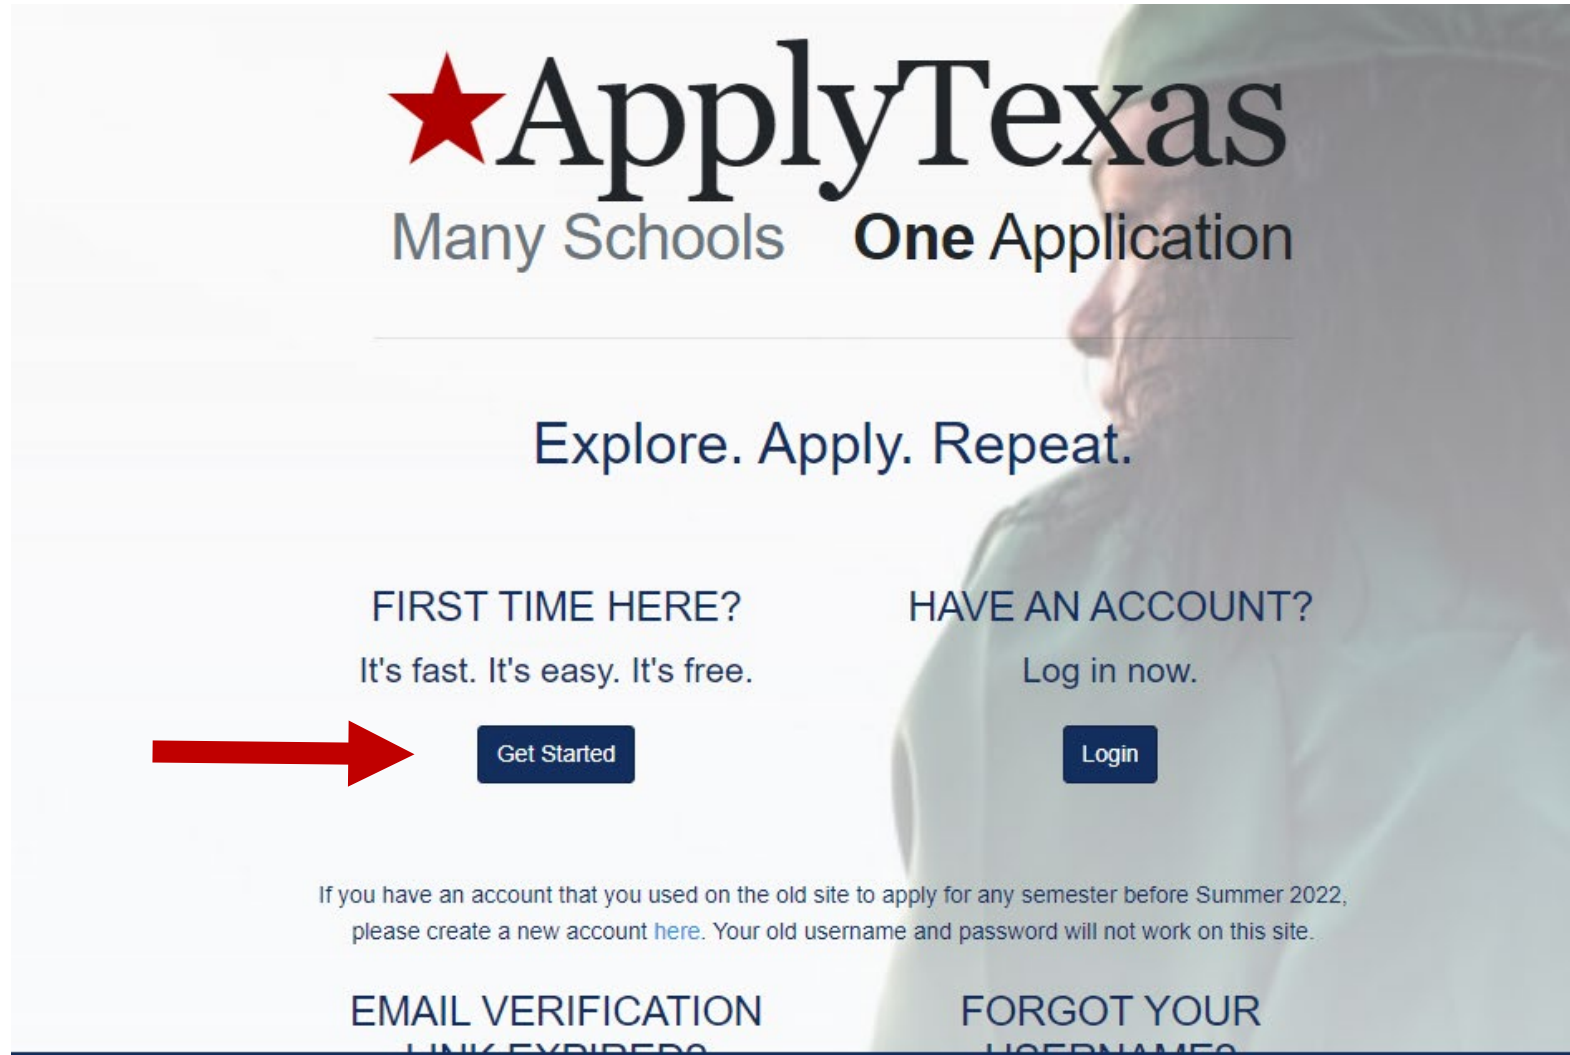 ApplyTexas
Many Schools One Application
Explore. Apply. Repeat.
FIRST TIME HERE?
It's fast. It's easy. It's free.
Get Started
HAVE AN ACCOUNT?
Log in now.
Login
If you have an account that you used on the old site to apply for any semester before Summer 2022,
please create a new account here. Your old username and password will not work on this site.
EMAIL VERIFICATION
LINK EXPIRED?
FORGOT YOUR
USERNAME?